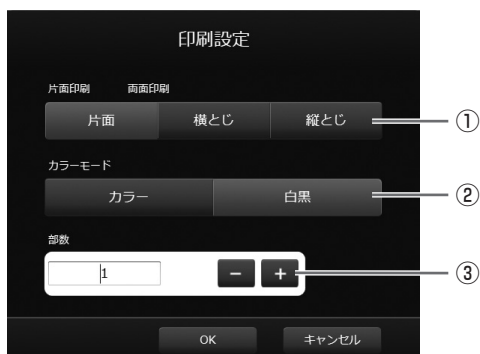 印刷設定
片面印刷 両面印刷
片面 横とじ 縦とじ ①
カラーモード
カラー 白黒 ②
部数
1 − + ③
OK キャンセル